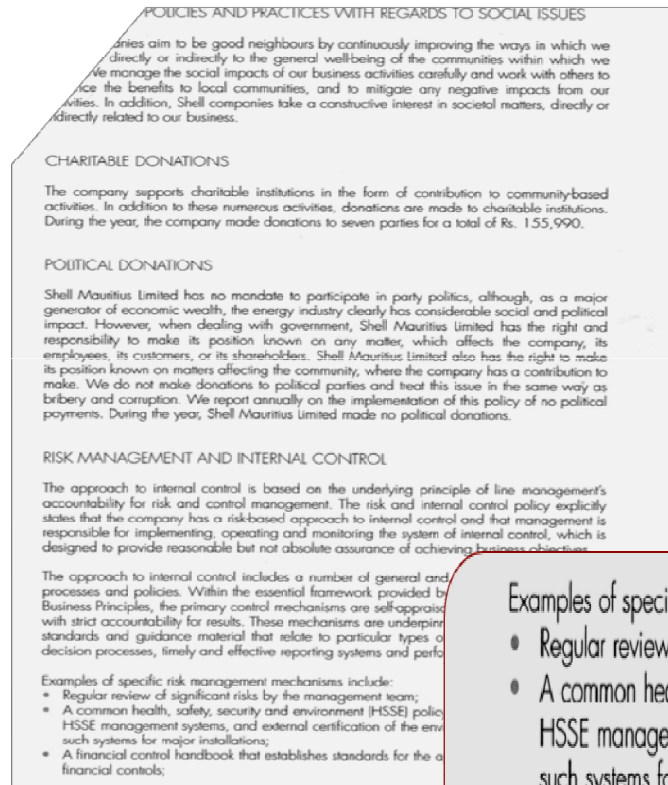 POLICIES AND PRACTICES WITH REGARDS TO SOCIAL ISSUES
aim to be good neighbours by continuously improving the ways in which we
directly or indirectly to the general well-being of the communities within which we
We manage the social impacts of our business activities carefully and work with others to
the benefits to local communities, and to mitigate any negative impacts from our
In addition, Shell companies take a constructive interest in societal matters, directly or
indirectly related to our business.
CHARITABLE DONATIONS
The company supports charitable institutions in the form of contribution to community-based
activities. In addition to these numerous activities, donations are made to charitable institutions.
During the year, the company made donations to seven parties for a total of Rs. 155,990.
POLITICAL DONATIONS
Shell Mauritius Limited has no mandate to participate in party politics, although, as a major
generator of economic wealth, the energy industry clearly has considerable social and political
impact. However, when dealing with government, Shell Mauritius Limited has the right and
responsibility to make its position known on any matter, which affects the company, its
employees, its customers, or its shareholders. Shell Mauritius Limited also has the right to make
its position known on matters affecting the community, where the company has a contribution to
make. We do not make donations to political parties and treat this issue in the same way as
bribery and corruption. We report annually on the implementation of this policy of no political
payments. During the year, Shell Mauritius Limited made no political donations.
RISK MANAGEMENT AND INTERNAL CONTROL
The approach to internal control is based on the underlying principle of line management's
accountability for risk and control management. The risk and internal control policy explicitly
states that the company has a risk-based approach to internal control and that management is
responsible for implementing, operating and monitoring the system of internal control, which is
designed to provide reasonable but not absolute assurance of achieving business objectives.
The approach to internal control includes a number of general and
processes and policies. Within the essential framework provided by
Business Principles, the primary control mechanisms are self-apprais
with strict accountability for results. These mechanisms are underpinn
standards and guidance material that relate to particular types o
decision processes, timely and effective reporting systems and perfo
Examples of specific risk management mechanisms include:
• Regular review of significant risks by the management team;
• A common health, safety, security and environment (HSSE) policy
HSSE management systems, and external certification of the env
such systems for major installations;
• A financial control handbook that establishes standards for the a
financial controls;
Examples of speci
• Regular review
• A common hea
HSSE manage
such systems fo